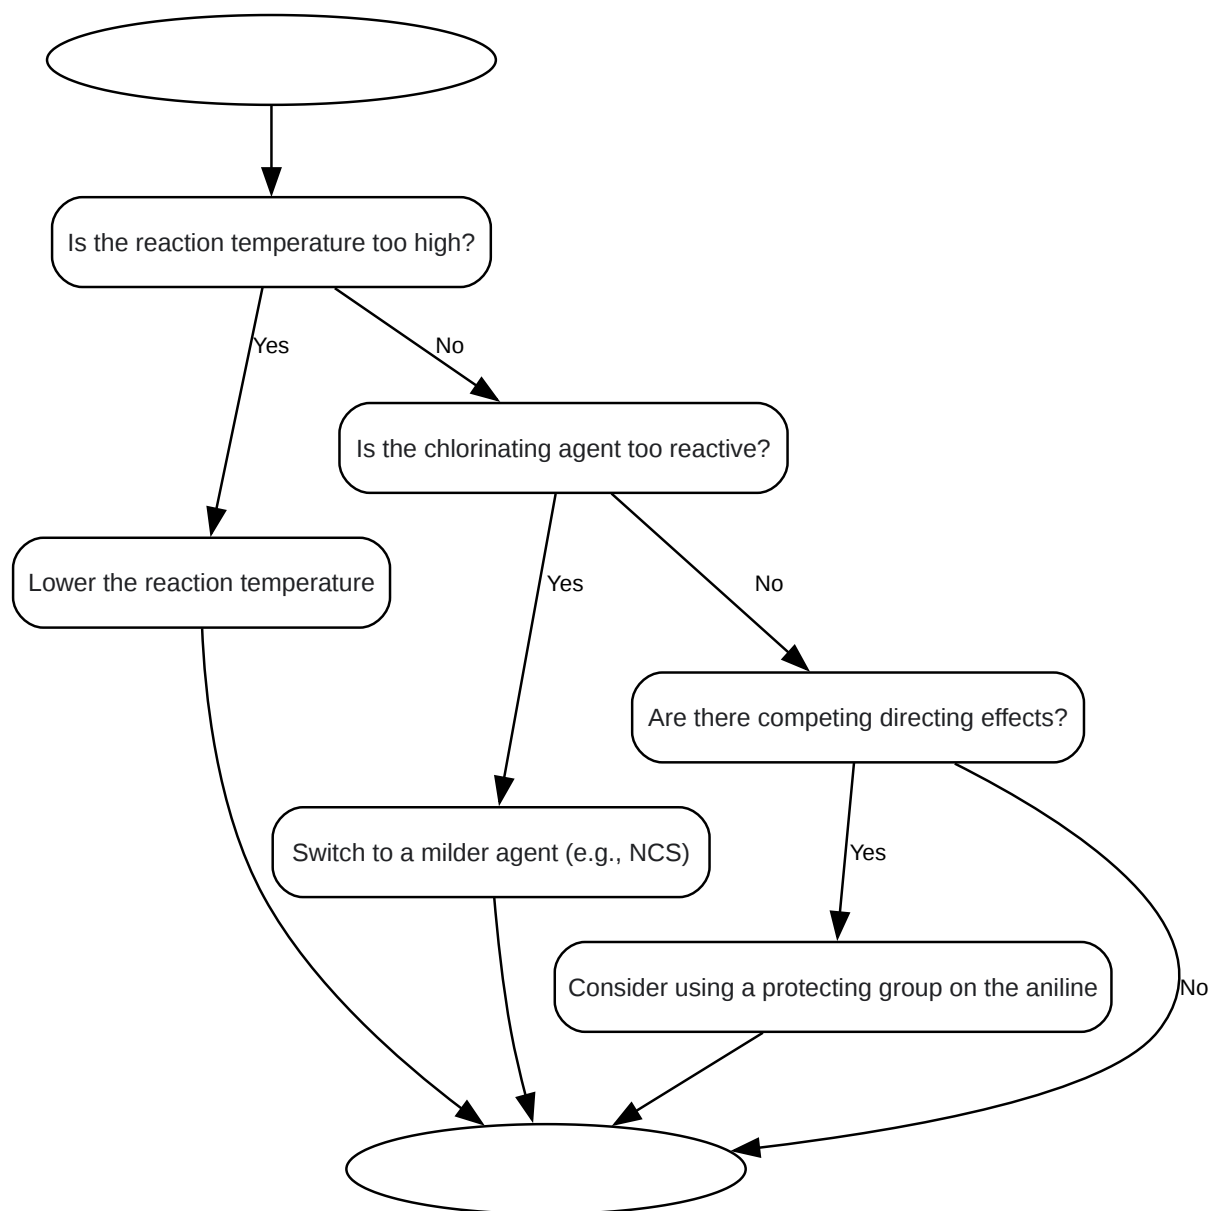 Is the reaction temperature too high?
Yes
No
Is the chlorinating agent too reactive?
Lower the reaction temperature
Yes
No
Are there competing directing effects?
Switch to a milder agent (e.g., NCS)
Yes
Consider using a protecting group on the aniline
No